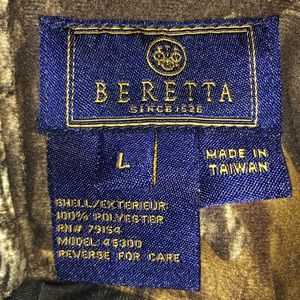 BERETTA
SINCE 1526
L
MADE IN
TAIWAN
SHELL/EXTERIEUR:
100% POLYESTER
RN# 79154
MODEL: 45300
REVERSE FOR CARE